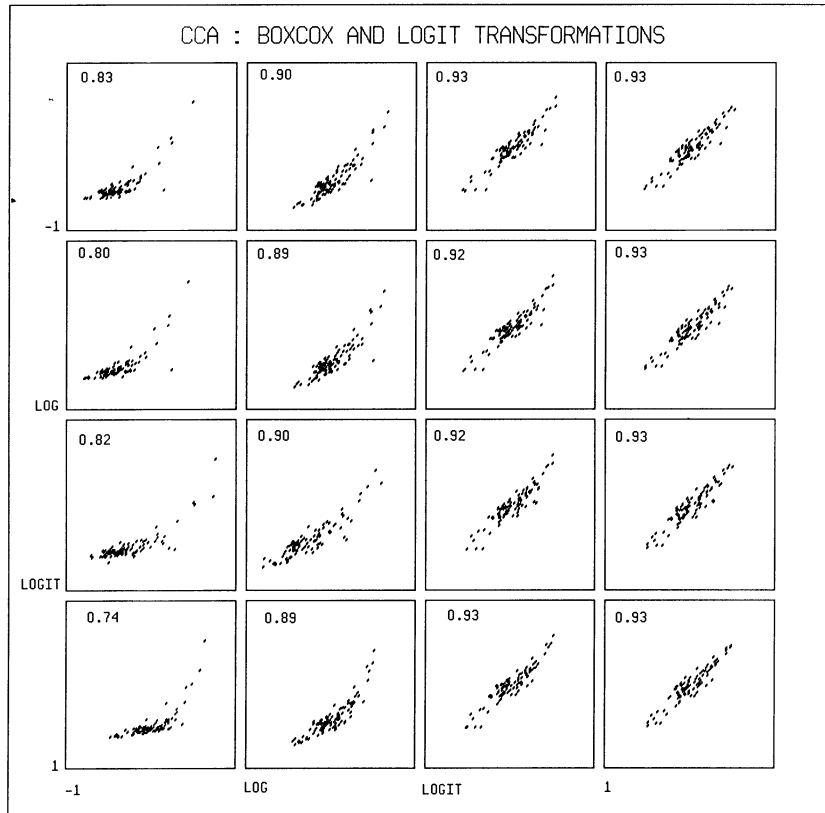 CCA : BOXCOX AND LOGIT TRANSFORMATIONS
0.83 0.90 0.93 0.93
-1
0.80 0.89 0.92 0.93
LOG
0.82 0.90 0.92 0.93
LOGIT
0.74 0.89 0.93 0.93
1
-1 LOG LOGIT 1